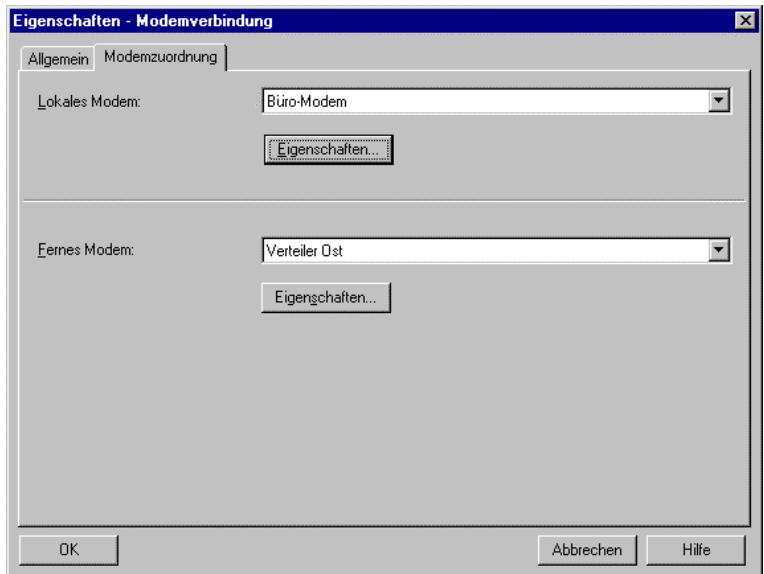 Eigenschaften - Modemverbindung
Allgemein Modemzuordnung
Lokales Modem: Büro-Modem
Eigenschaften...
Fernes Modem: Verteiler Ost
Eigenschaften...
OK Abbrechen Hilfe